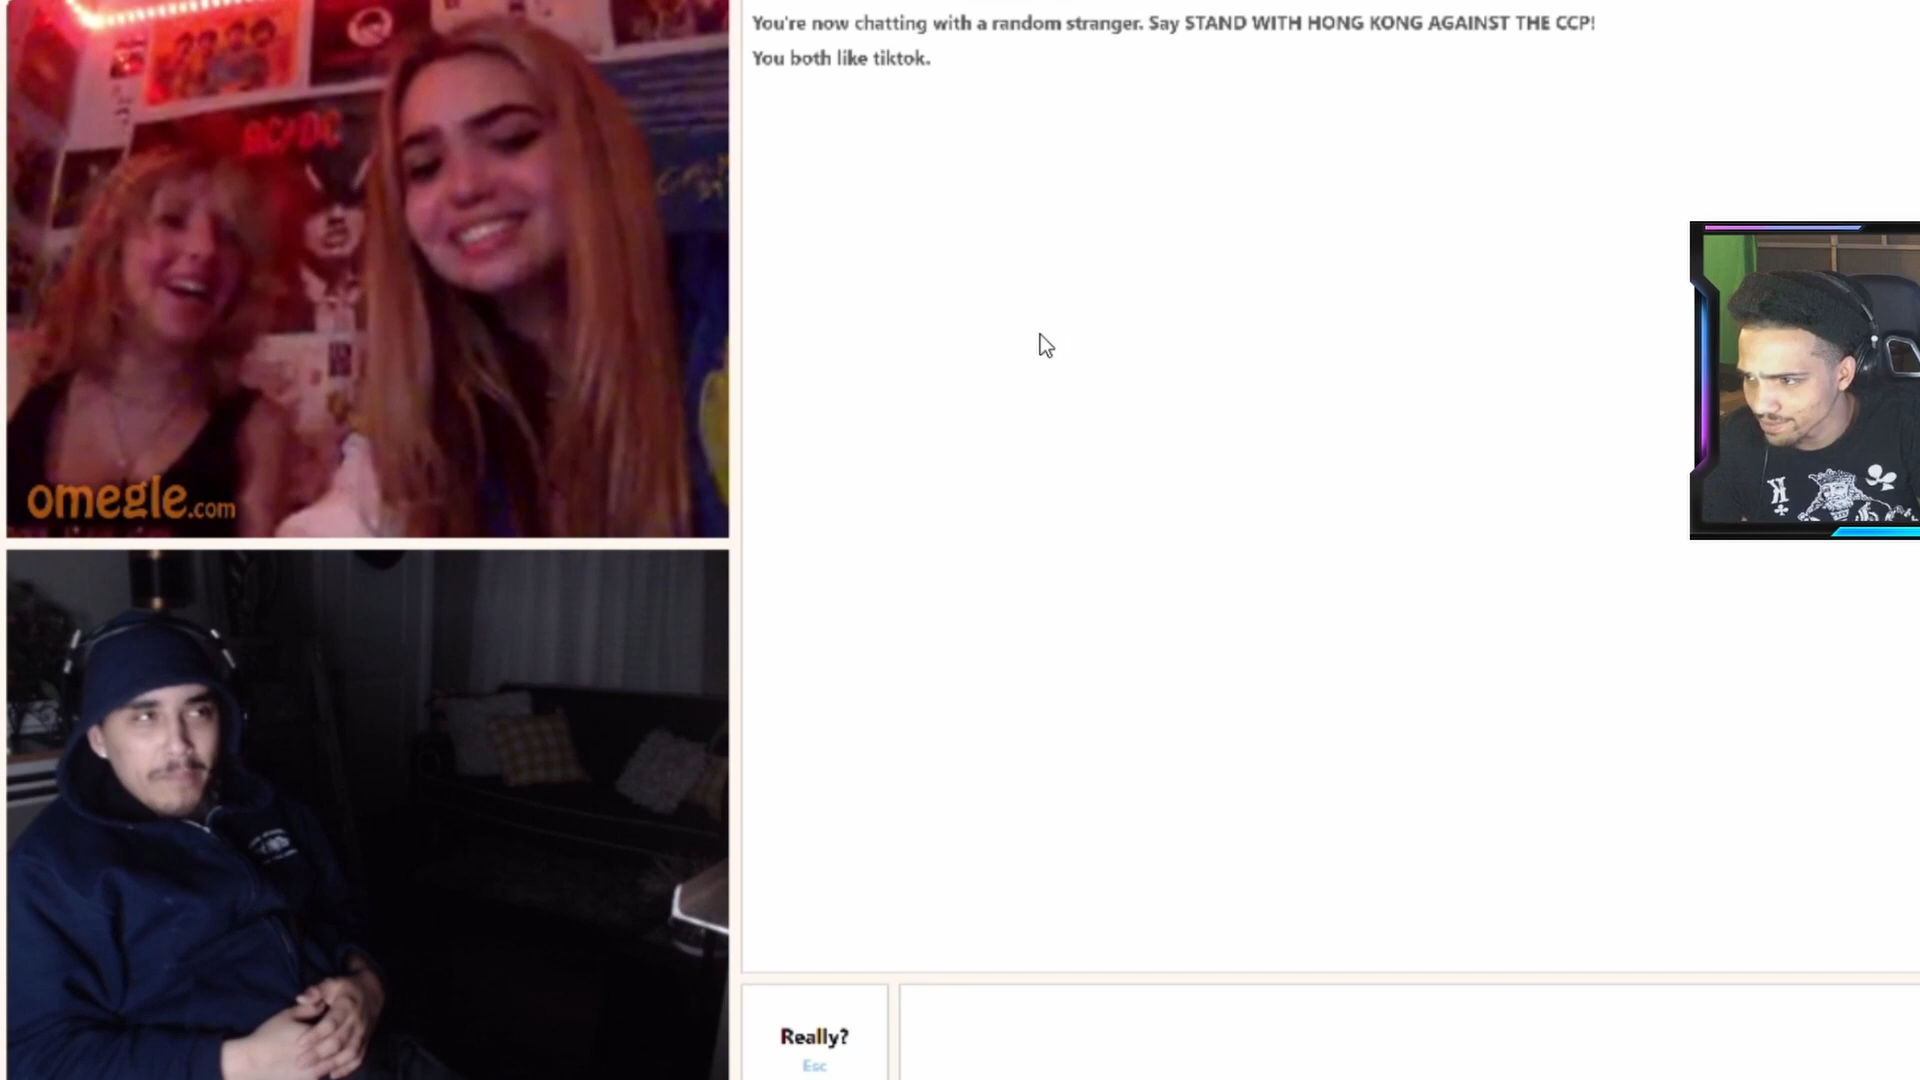 You're now chatting with a random stranger. Say STAND WITH HONG KONG AGAINST THE CCP!
You both like tiktok.
AC/DC
omegle.com
K
Really?
Esc